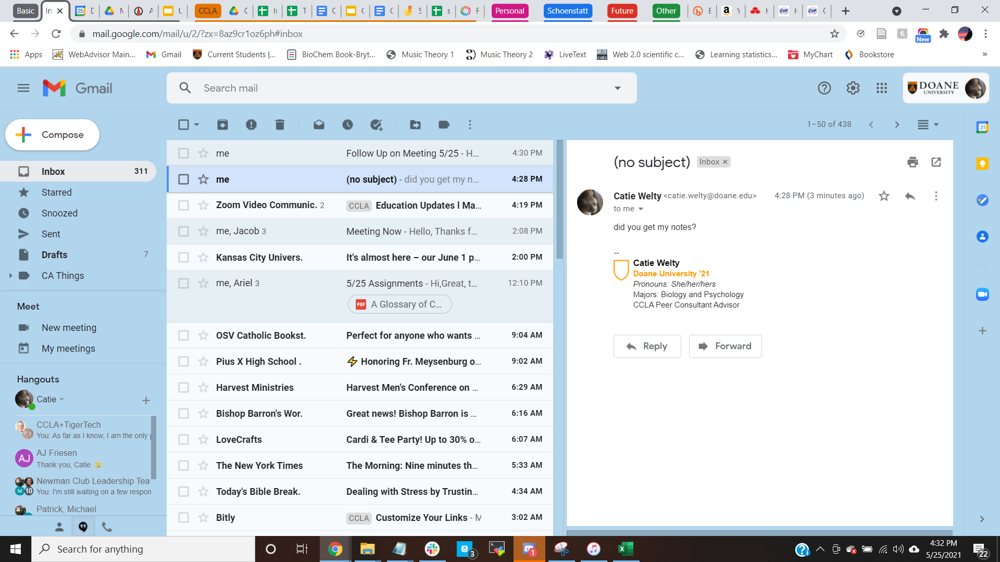 Basic In CCLA Personal Schoenstatt Future Other
mail.google.com/mail/u/2/?zx=8az9cr1oz6ph#inbox New
Apps WebAdvisor Main... Gmail Current Students |... BioChem Book-Bryt... Music Theory 1 Music Theory 2 LiveText Web 2.0 scientific c... Learning statistics... MyChart Bookstore »
Gmail Search mail DOANE UNIVERSITY
1–50 of 438
Compose
Inbox 311
Starred
Snoozed
Sent
Drafts 7
CA Things
Meet
New meeting
My meetings
Hangouts
Catie
CCLA+TigerTech
You: As far as I know, I am the only
AJ AJ Friesen
Thank you, Catie 🙂
Newman Club Leadership Tea
M 10 You: I'm still waiting on a few respon
Patrick, Michael
me Follow Up on Meeting 5/25 - H... 4:30 PM
me (no subject) - did you get my n... 4:28 PM
Zoom Video Communic. 2 CCLA Education Updates l Ma... 4:19 PM
me, Jacob 3 Meeting Now - Hello, Thanks f... 2:08 PM
Kansas City Univers. It's almost here – our June 1 p... 2:00 PM
me, Ariel 3 5/25 Assignments - Hi,Great, t... 12:10 PM
PDF A Glossary of C...
OSV Catholic Bookst. Perfect for anyone who wants ... 9:04 AM
Pius X High School . ⚡ Honoring Fr. Meysenburg o... 9:02 AM
Harvest Ministries Harvest Men's Conference on ... 6:29 AM
Bishop Barron's Wor. Great news! Bishop Barron is ... 6:16 AM
LoveCrafts Cardi & Tee Party! Up to 30% o... 6:07 AM
The New York Times The Morning: Nine minutes th... 5:33 AM
Today's Bible Break. Dealing with Stress by Trustin... 4:34 AM
Bitly CCLA Customize Your Links - M 3:02 AM
(no subject) Inbox ×
Catie Welty <catie.welty@doane.edu> 4:28 PM (3 minutes ago)
to me
did you get my notes?
--
Catie Welty
Doane University '21
Pronouns: She/her/hers
Majors: Biology and Psychology
CCLA Peer Consultant Advisor
Reply Forward
Search for anything
3
1
4:32 PM
5/25/2021
22